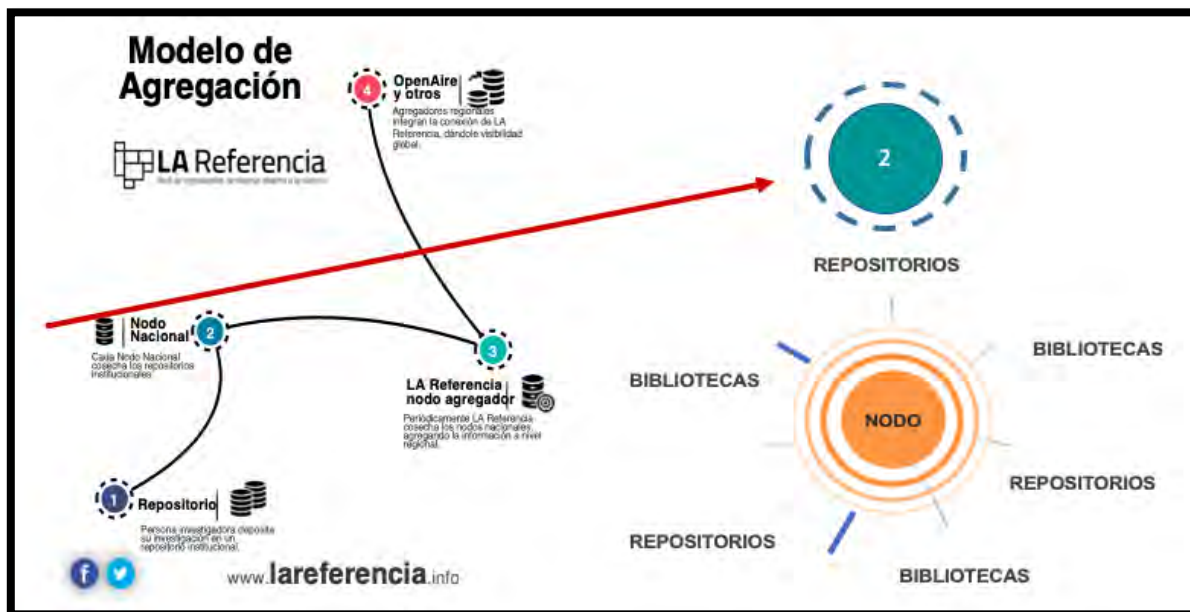 Modelo de
Agregación
LA Referencia
4
OpenAire
y otros
Agregadores regionales
integran la conexión de LA
Referencia, dándole visibilidad
global.
2
Nodo
Nacional
Cada Nodo Nacional
cosecha los repositorios
institucionales
3
LA Referencia
nodo agregador
Periódicamente LA Referencia
cosecha los nodos nacionales,
agregando la información a nivel
regional.
1
Repositorio
Persona investigadora deposita
su investigación en un
repositorio institucional.
www.lareferencia.info
2
REPOSITORIOS
BIBLIOTECAS
BIBLIOTECAS
NODO
REPOSITORIOS
REPOSITORIOS
BIBLIOTECAS